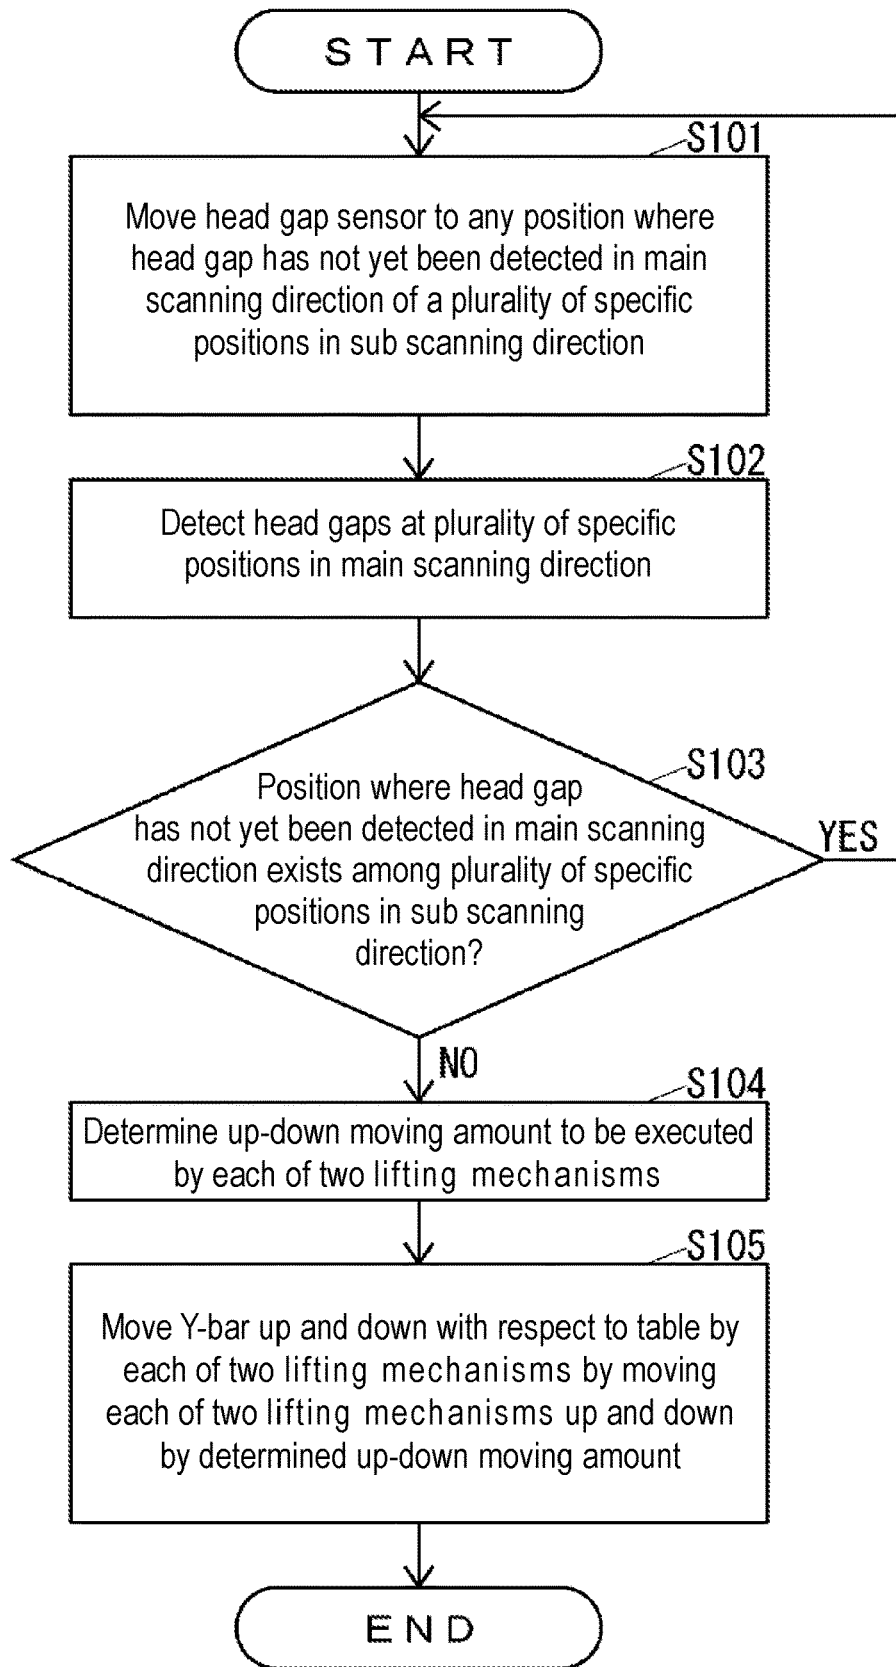 START
S101
Move head gap sensor to any position where
head gap has not yet been detected in main
scanning direction of a plurality of specific
positions in sub scanning direction
S102
Detect head gaps at plurality of specific
positions in main scanning direction
S103
Position where head gap
has not yet been detected in main scanning
direction exists among plurality of specific
positions in sub scanning
direction?
YES
NO
S104
Determine up-down moving amount to be executed
by each of two lifting mechanisms
S105
Move Y-bar up and down with respect to table by
each of two lifting mechanisms by moving
each of two lifting mechanisms up and down
by determined up-down moving amount
END